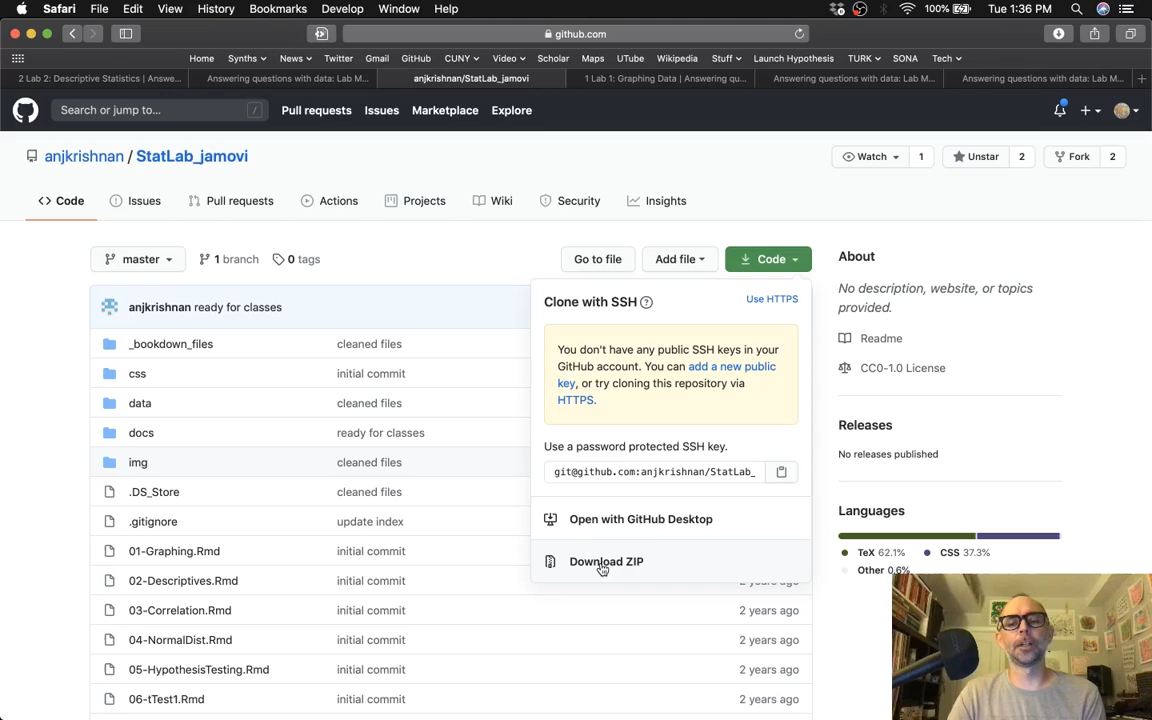 Safari File Edit View History Bookmarks Develop Window Help 100% Tue 1:36 PM
github.com
Home Synths News Twitter Gmail GitHub CUNY Video Scholar Maps UTube Wikipedia Stuff Launch Hypothesis TURK SONA Tech
2 Lab 2: Descriptive Statistics | Answe... Answering questions with data: Lab M... anjkrishnan/StatLab_jamovi 1 Lab 1: Graphing Data | Answering qu... Answering questions with data: Lab M... Answering questions with data: Lab M...
Search or jump to... / Pull requests Issues Marketplace Explore
anjkrishnan / StatLab_jamovi Watch 1 Unstar 2 Fork 2
Code Issues Pull requests Actions Projects Wiki Security Insights
master 1 branch 0 tags Go to file Add file Code
anjkrishnan ready for classes
_bookdown_files cleaned files
css initial commit
data cleaned files
docs ready for classes
img cleaned files
.DS_Store cleaned files
.gitignore update index
01-Graphing.Rmd initial commit
02-Descriptives.Rmd initial commit 2 years ago
03-Correlation.Rmd initial commit 2 years ago
04-NormalDist.Rmd initial commit 2 years ago
05-HypothesisTesting.Rmd initial commit 2 years ago
06-tTest1.Rmd initial commit 2 years ago
Clone with SSH Use HTTPS
You don't have any public SSH keys in your
GitHub account. You can add a new public
key, or try cloning this repository via
HTTPS.
Use a password protected SSH key.
git@github.com:anjkrishnan/StatLab_
Open with GitHub Desktop
Download ZIP
About
No description, website, or topics
provided.
Readme
CC0-1.0 License
Releases
No releases published
Languages
TeX 62.1% CSS 37.3%
Other 0.6%